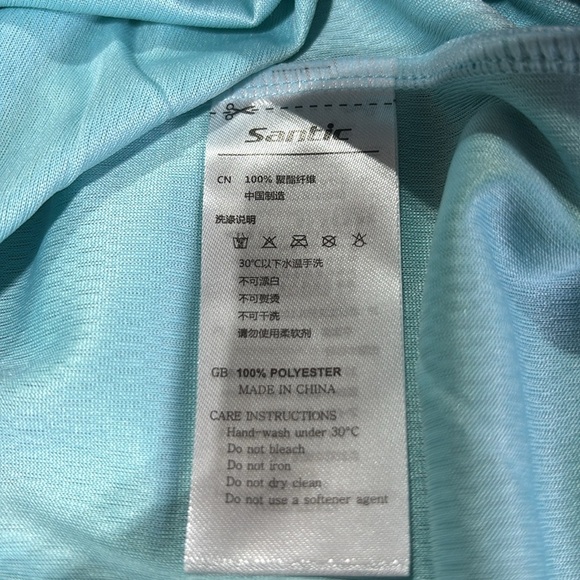 Santic
CN 100% 聚酯纤维
中国制造
洗涤说明
30℃以下水温手洗
不可漂白
不可熨烫
不可干洗
请勿使用柔软剂
GB 100% POLYESTER
MADE IN CHINA
CARE INSTRUCTIONS
Hand-wash under 30℃
Do not bleach
Do not iron
Do not dry clean
Do not use a softener agent